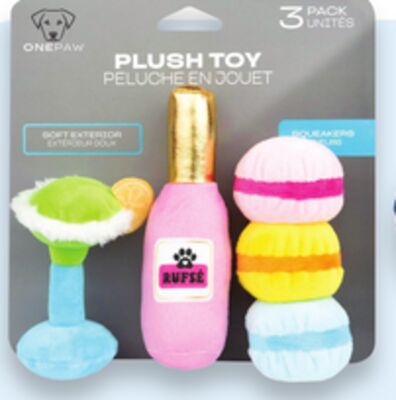 ONEPAW
3 PACK
UNITÉS
PLUSH TOY
PELUCHE EN JOUET
SOFT EXTERIOR
EXTÉRIEUR DOUX
SQUEAKERS
RUFSÉ